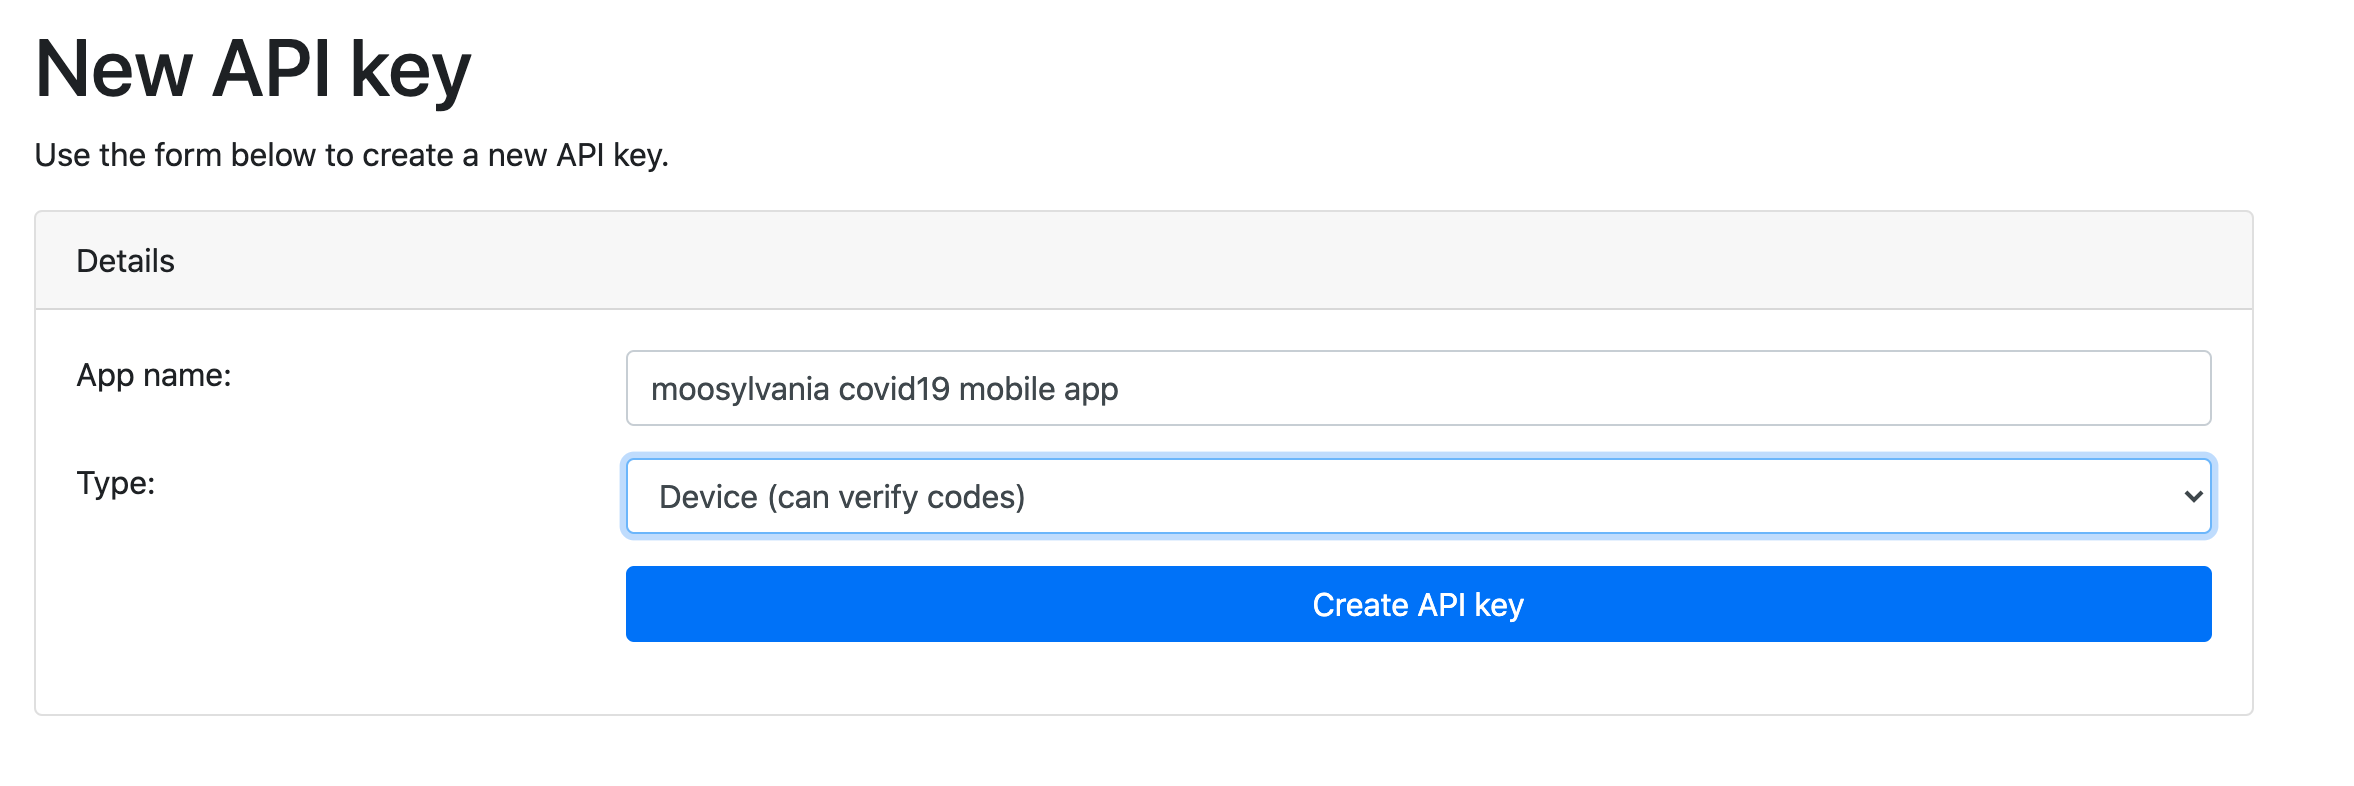 New API key
Use the form below to create a new API key.
Details
App name:
moosylvania covid19 mobile app
Type:
Device (can verify codes)
Create API key